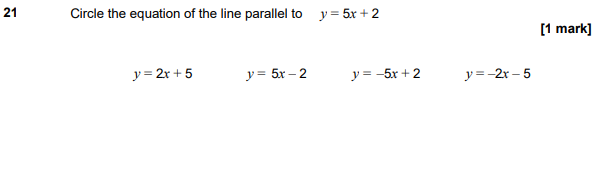 21 Circle the equation of the line parallel to y = 5x + 2
[1 mark]
y = 2x + 5 y = 5x – 2 y = –5x + 2 y = –2x – 5